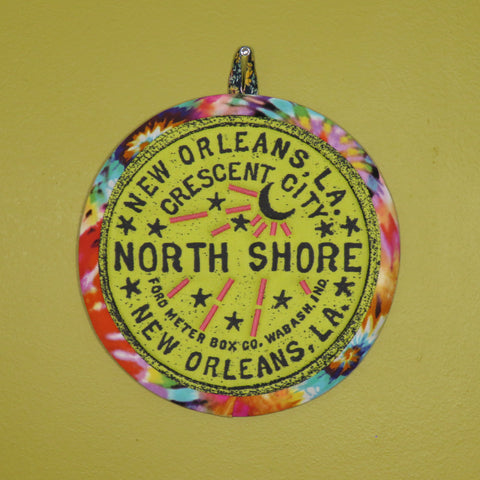 NEW ORLEANS, LA.
CRESCENT CITY
NORTH SHORE
FORD METER BOX CO. WABASH, IND.
NEW ORLEANS, LA.